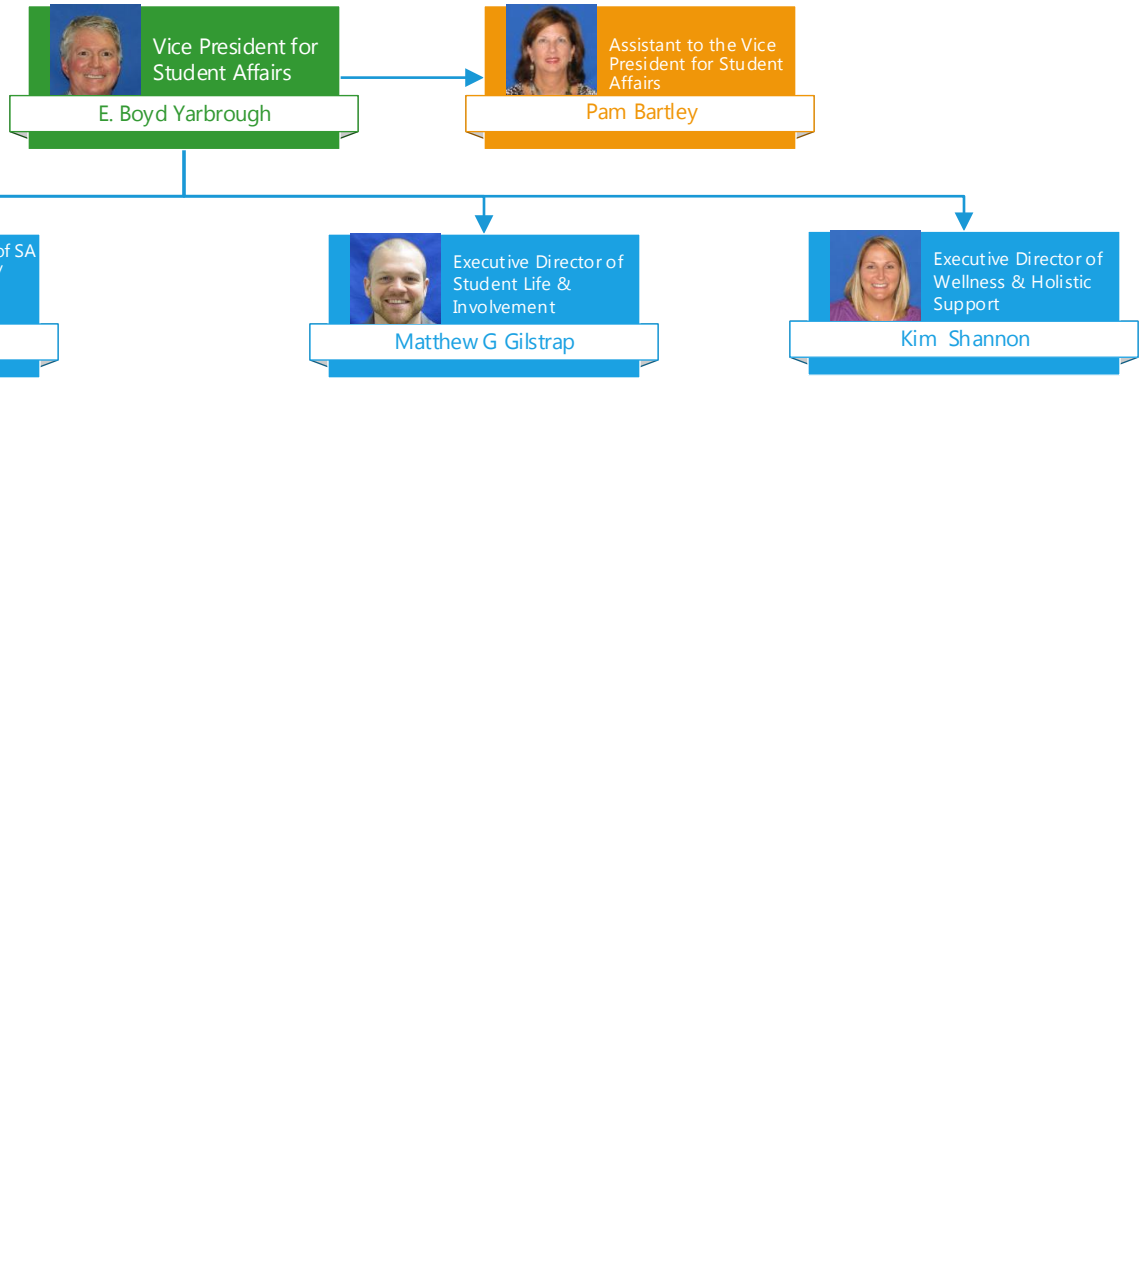 Vice President for
Student Affairs
E. Boyd Yarbrough
Assistant to the Vice
President for Student
Affairs
Pam Bartley
of SA
Executive Director of
Student Life &
Involvement
Matthew G Gilstrap
Executive Director of
Wellness & Holistic
Support
Kim Shannon